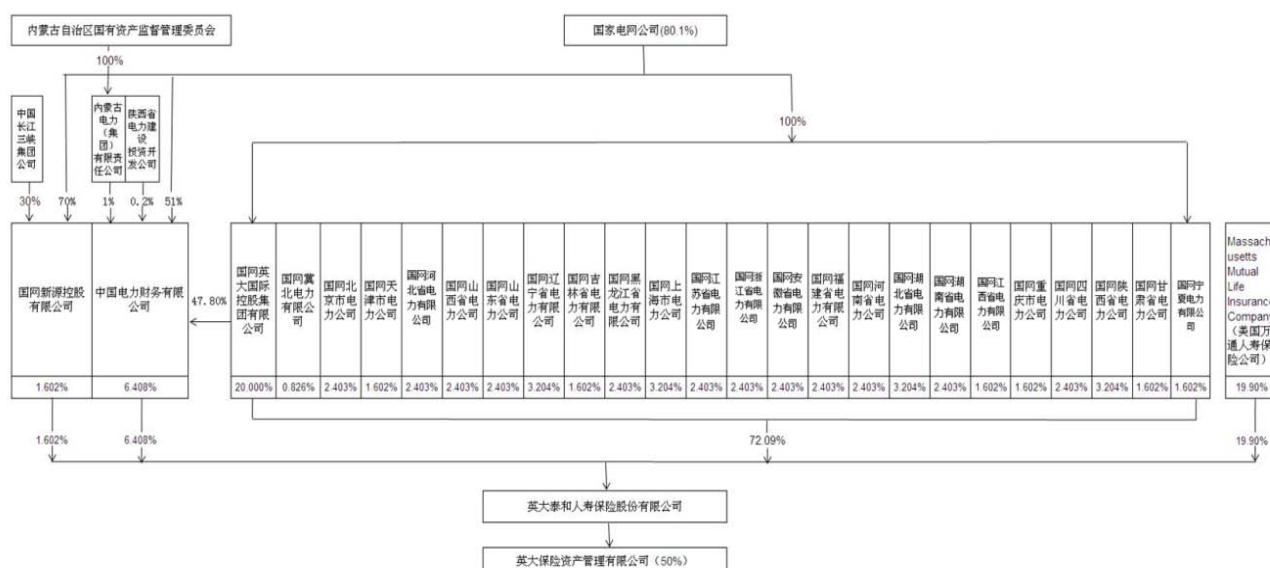 内蒙古自治区国有资产监督管理委员会
国家电网公司(80.1%)
100%
100%
中国
长江
三峡
集团
公司
内蒙古
电力
（集
团）
有限责
任公司
陕西省
电力建
设
投资开
发公司
30%
70%
1%
0.2%
51%
国网新源控股
有限公司
中国电力财务有限
公司
47.80%
国网英
大国际
控股集
团有限
公司
国网冀
北电力
有限公
司
国网北
京市电
力公司
国网天
津市电
力公司
国网河
北省电
力有限
公司
国网山
西省电
力公司
国网山
东省电
力公司
国网辽
宁省电
力有限
公司
国网吉
林省电
力有限
公司
国网黑
龙江省
电力有
限公司
国网上
海市电
力公司
国网江
苏省电
力有限
公司
国网浙
江省电
力有限
公司
国网安
徽省电
力有限
公司
国网福
建省电
力有限
公司
国网河
南省电
力公司
国网湖
北省电
力有限
公司
国网湖
南省电
力有限
公司
国网江
西省电
力有限
公司
国网重
庆市电
力公司
国网四
川省电
力公司
国网陕
西省电
力公司
国网甘
肃省电
力公司
国网宁
夏电力
有限公
司
Massach
usetts
Mutual
Life
Insurance
Company
（美国万
通人寿保
险公司）
1.602%
6.408%
20.000%
0.826%
2.403%
1.602%
2.403%
2.403%
2.403%
3.204%
1.602%
2.403%
3.204%
2.403%
2.403%
2.403%
2.403%
2.403%
3.204%
2.403%
1.602%
1.602%
2.403%
3.204%
1.602%
1.602%
19.90%
1.602%
6.408%
72.09%
19.90%
英大泰和人寿保险股份有限公司
英大保险资产管理有限公司（50%）